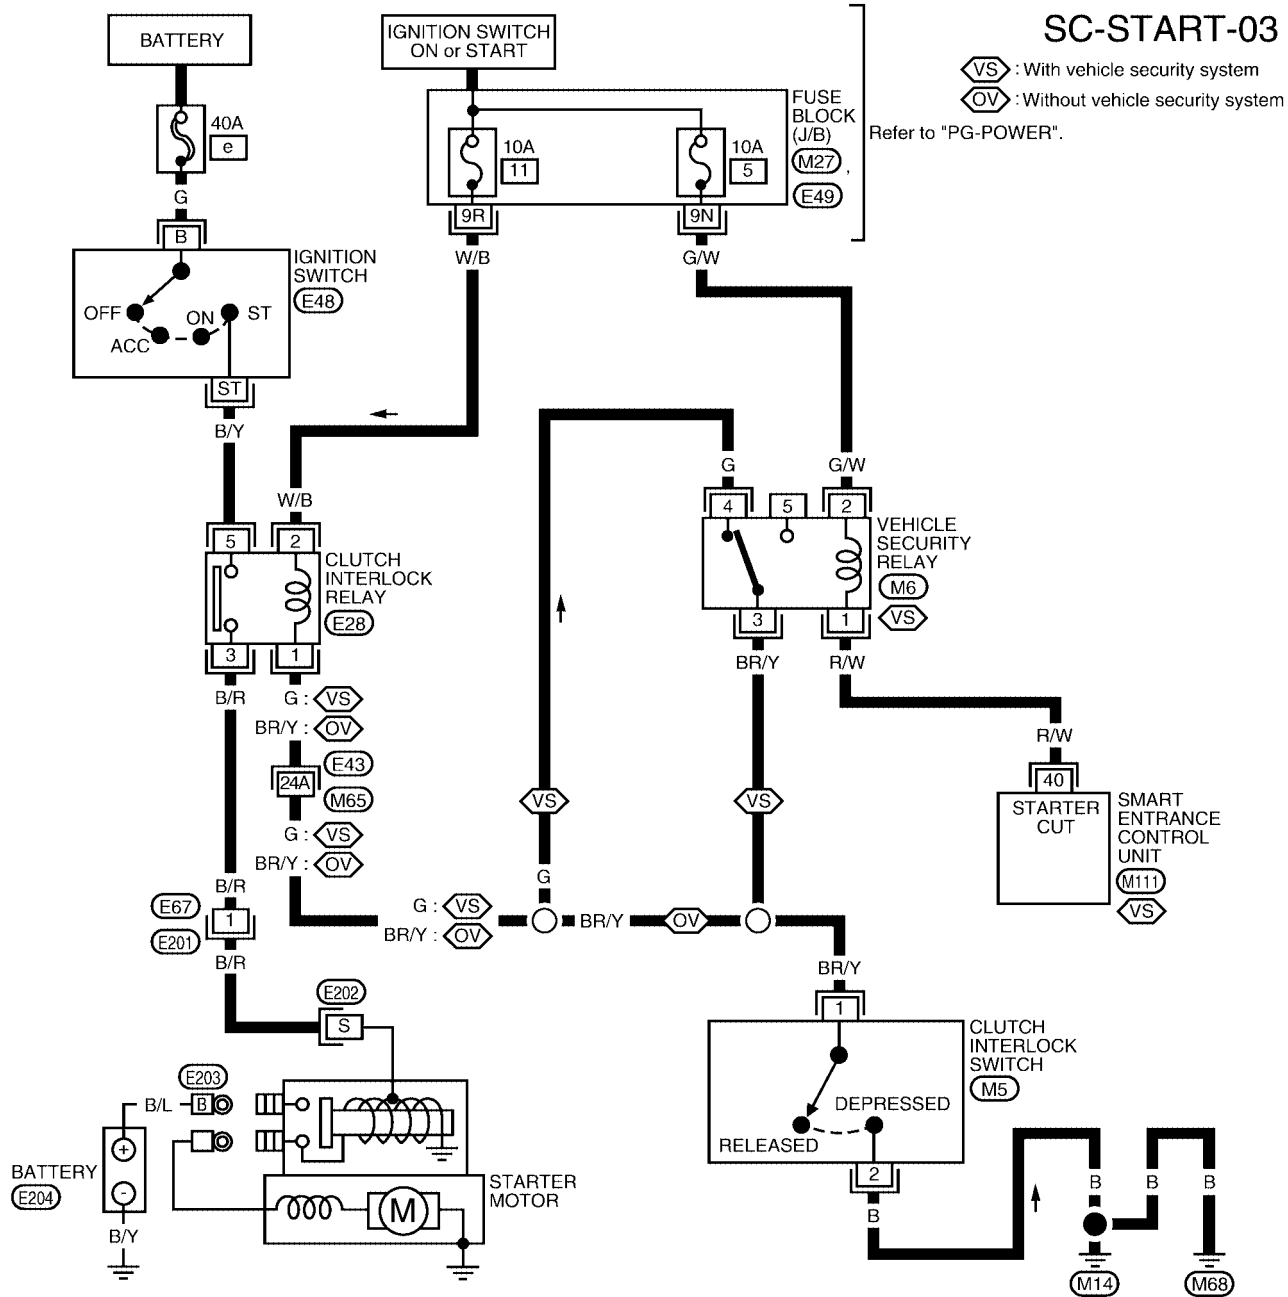 SC-START-03
VS : With vehicle security system
OV : Without vehicle security system
Refer to "PG-POWER".
BATTERY
IGNITION SWITCH
ON or START
40A
e
10A
11
10A
5
FUSE
BLOCK
(J/B)
M27 ,
E49
G
9R
9N
B
W/B
G/W
IGNITION
SWITCH
E48
OFF
ACC
ON
ST
ST
B/Y
W/B
G
G/W
5
2
4
5
2
CLUTCH
INTERLOCK
RELAY
E28
VEHICLE
SECURITY
RELAY
M6
VS
3
1
3
1
B/R
G : VS
BR/Y : OV
BR/Y
R/W
R/W
24A
E43
M65
40
STARTER
CUT
SMART
ENTRANCE
CONTROL
UNIT
M111
VS
G : VS
BR/Y : OV
VS
VS
B/R
G
E67
1
E201
G : VS
BR/Y : OV
BR/Y
OV
B/R
BR/Y
E202
S
1
CLUTCH
INTERLOCK
SWITCH
M5
DEPRESSED
RELEASED
2
B
E203
B/L
B
BATTERY
E204
+
-
B/Y
STARTER
MOTOR
M
B
B
B
M14
M68